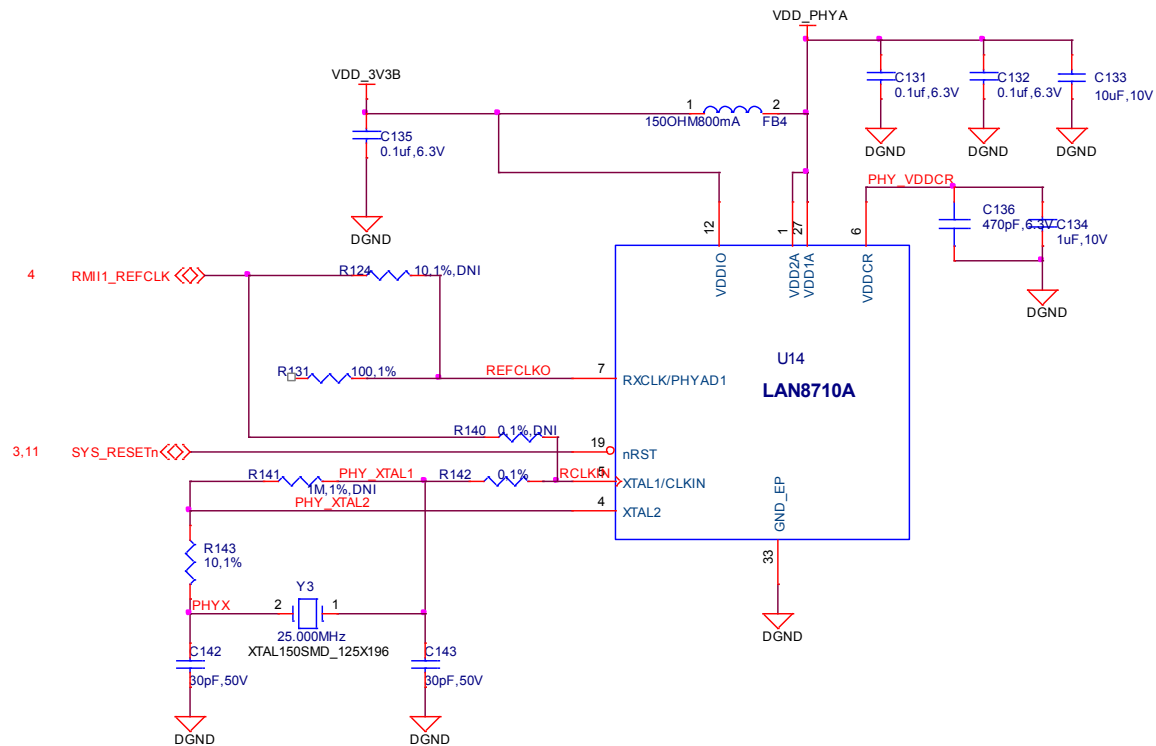 VDD_PHYA
VDD_3V3B
C131
0.1uf,6.3V
C132
0.1uf,6.3V
C133
10uF,10V
1
2
150OHM800mA
FB4
C135
0.1uf,6.3V
DGND
DGND
DGND
PHY_VDDCR
DGND
C136
470pF,6.3V
C134
1uF,10V
12
1
27
6
VDDIO
VDD2A
VDD1A
VDDCR
DGND
4
RMII1_REFCLK
R124
10,1%,DNI
U14
LAN8710A
R131
100,1%
REFCLKO
7
RXCLK/PHYAD1
R140
0,1%,DNI
3,11
SYS_RESETn
19
nRST
R141
1M,1%,DNI
PHY_XTAL1
R142
0,1%
RCLKIN
5
XTAL1/CLKIN
PHY_XTAL2
4
XTAL2
GND_EP
33
R143
10,1%
Y3
PHYX
2
1
25.000MHz
XTAL150SMD_125X196
DGND
C142
30pF,50V
C143
30pF,50V
DGND
DGND